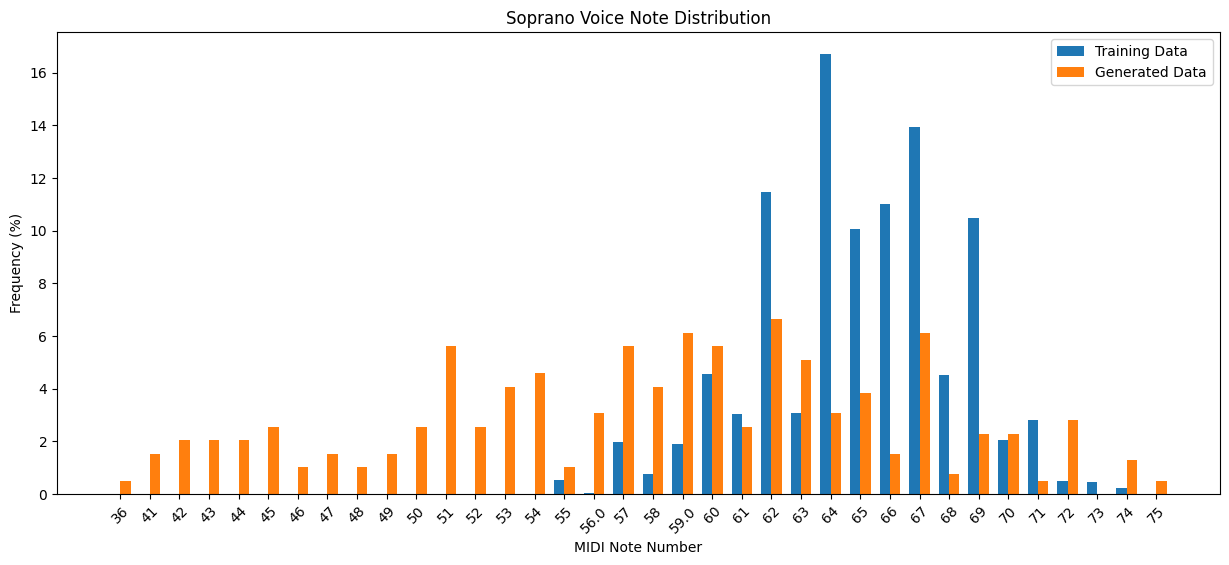 Soprano Voice Note Distribution
Training Data
Generated Data
Frequency (%)
16
14
12
10
8
6
4
2
0
36 41 42 43 44 45 46 47 48 49 50 51 52 53 54 55 56.0 57 58 59.0 60 61 62 63 64 65 66 67 68 69 70 71 72 73 74 75
MIDI Note Number